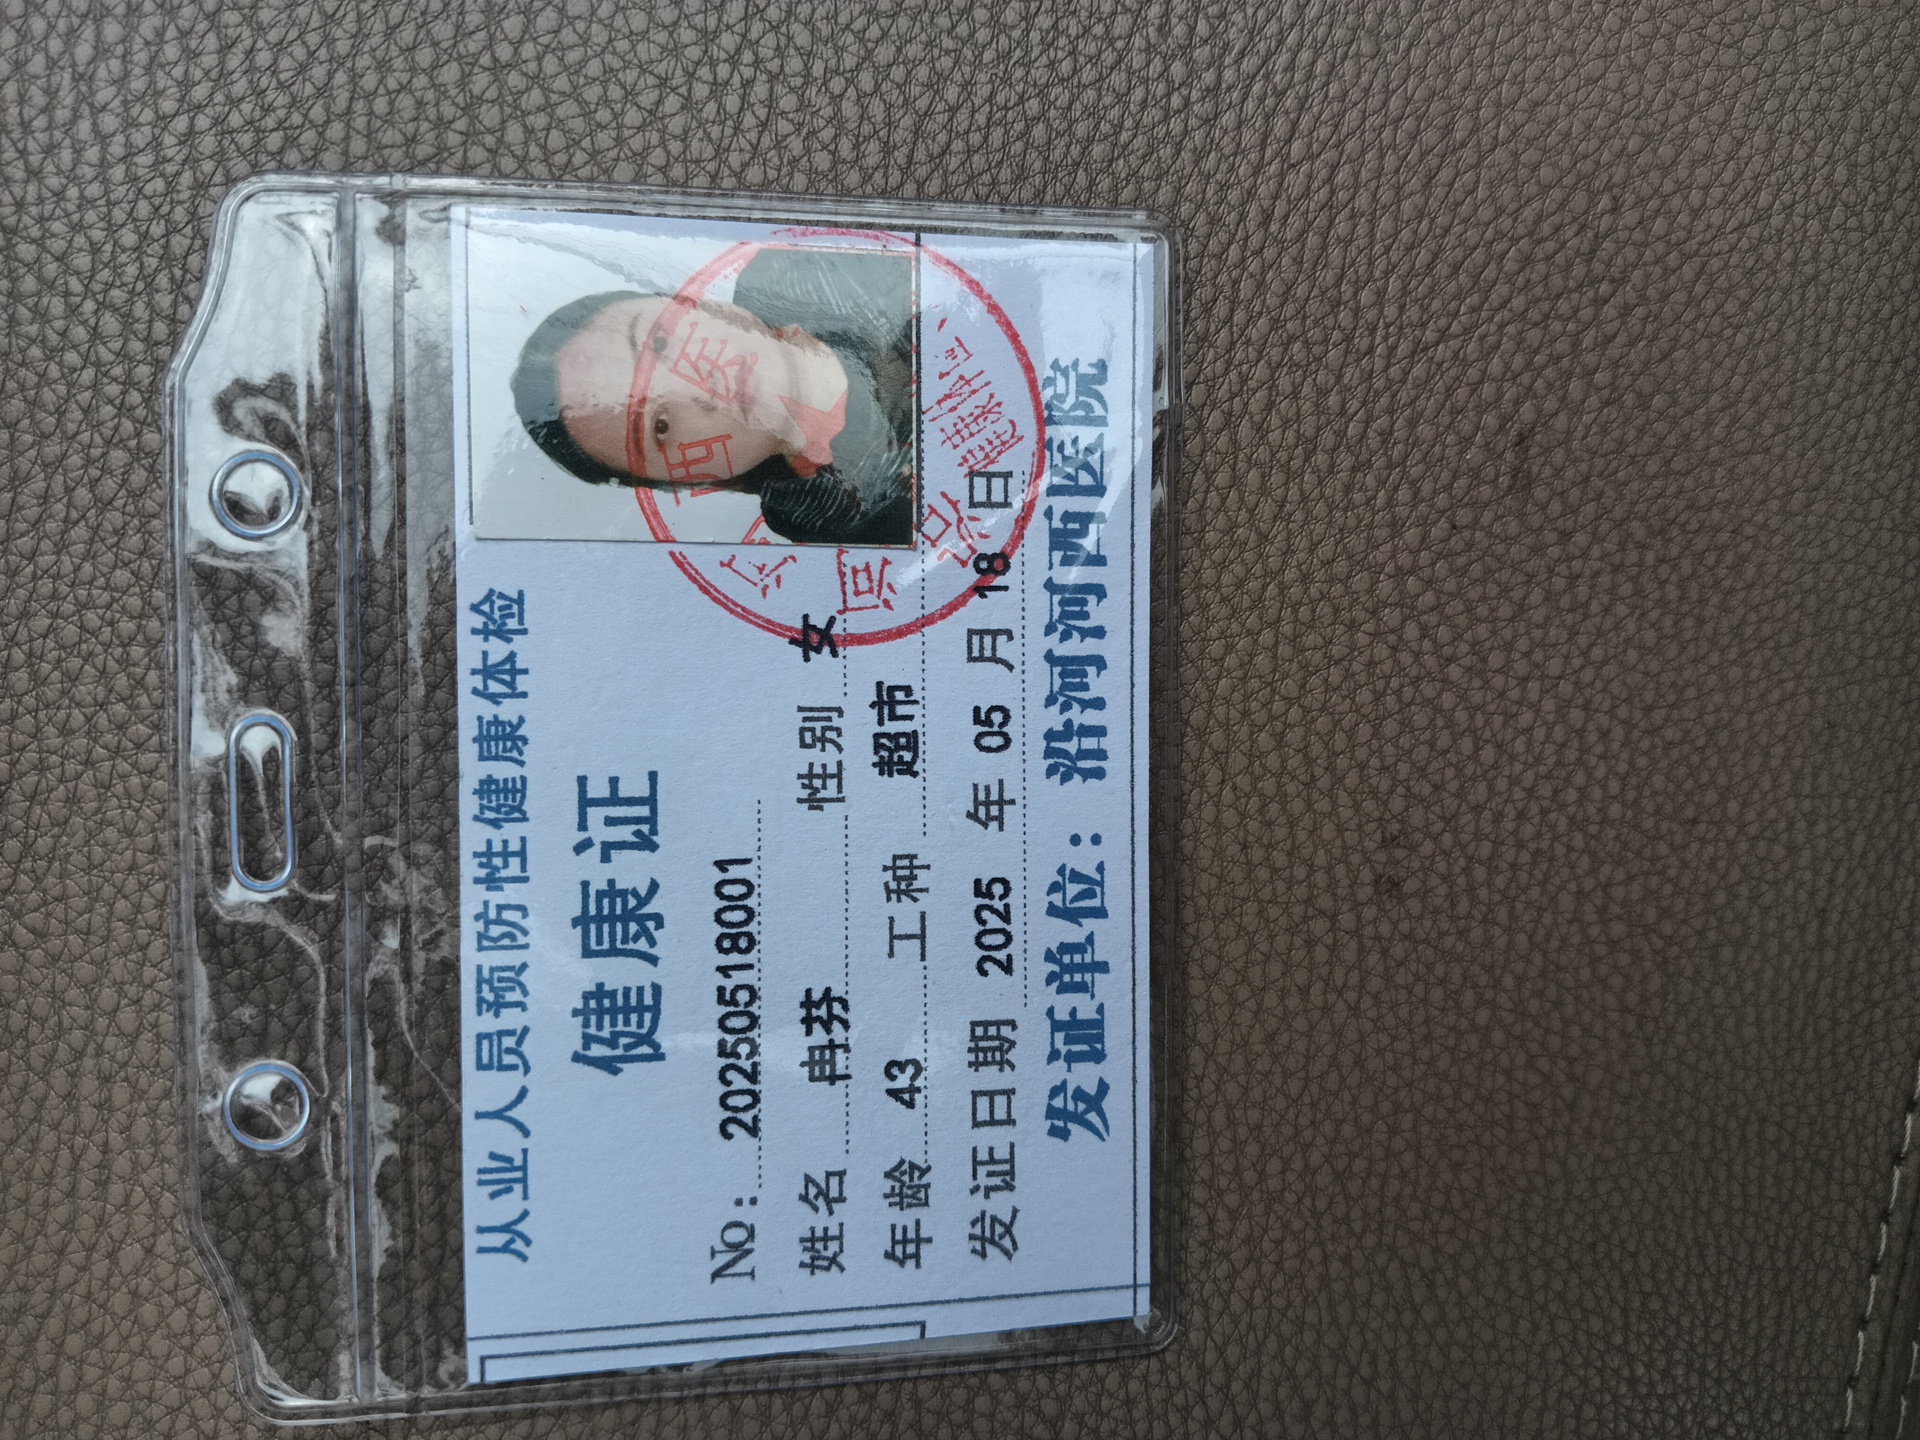 从业人员预防性健康体检
健康证
№: 20250518001
姓名 冉芬 性别 女
年龄 43 工种 超市
发证日期 2025 年 05 月 18 日
发证单位：沿河河西医院